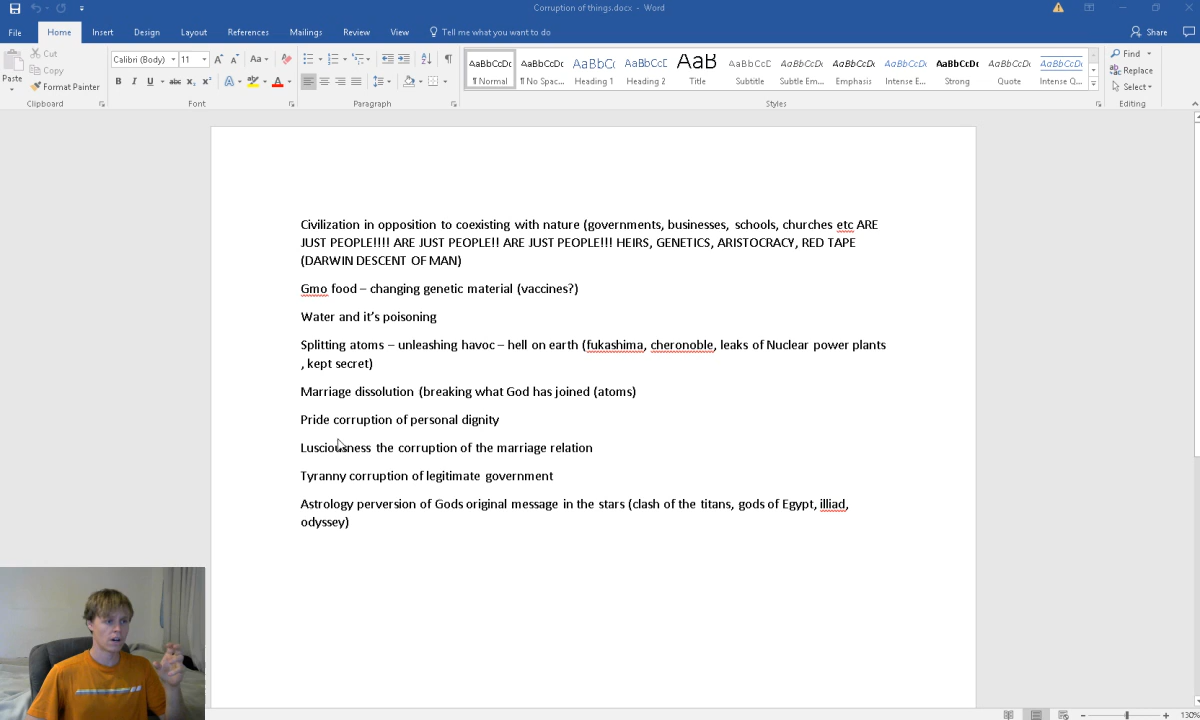 Corruption of things.docx - Word
File Home Insert Design Layout References Mailings Review View Tell me what you want to do Share
Cut
Copy
Format Painter
Paste
Clipboard
Calibri (Body) 11
Font
Paragraph
AaBbCcDc AaBbCcDc AaBbCc AaBbCcC AaB AaBbCcC AaBbCcDc AaBbCcDc AaBbCcDc AaBbCcDc AaBbCcDc AaBbCcDc
¶ Normal ¶ No Spac... Heading 1 Heading 2 Title Subtitle Subtle Em... Emphasis Intense E... Strong Quote Intense Q...
Styles
Find
Replace
Select
Editing
Civilization in opposition to coexisting with nature (governments, businesses, schools, churches etc ARE
JUST PEOPLE!!!! ARE JUST PEOPLE!! ARE JUST PEOPLE!!! HEIRS, GENETICS, ARISTOCRACY, RED TAPE
(DARWIN DESCENT OF MAN)
Gmo food – changing genetic material (vaccines?)
Water and it's poisoning
Splitting atoms – unleashing havoc – hell on earth (fukashima, cheronoble, leaks of Nuclear power plants
, kept secret)
Marriage dissolution (breaking what God has joined (atoms)
Pride corruption of personal dignity
Lusciousness the corruption of the marriage relation
Tyranny corruption of legitimate government
Astrology perversion of Gods original message in the stars (clash of the titans, gods of Egypt, illiad,
odyssey)
130%